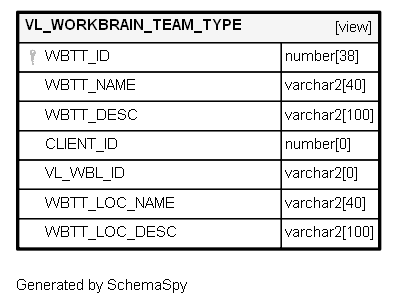 VL_WORKBRAIN_TEAM_TYPE [view]
WBTT_ID number[38]
WBTT_NAME varchar2[40]
WBTT_DESC varchar2[100]
CLIENT_ID number[0]
VL_WBL_ID varchar2[0]
WBTT_LOC_NAME varchar2[40]
WBTT_LOC_DESC varchar2[100]
Generated by SchemaSpy